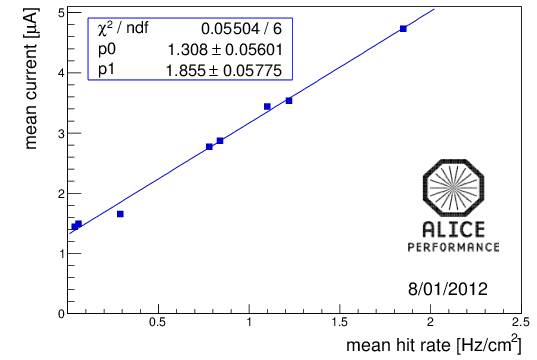 mean current [μA]
χ² / ndf 0.05504 / 6
p0 1.308 ± 0.05601
p1 1.855 ± 0.05775
5
4
3
2
1
0
ALICE
PERFORMANCE
8/01/2012
0.5 1 1.5 2 2.5
mean hit rate [Hz/cm²]